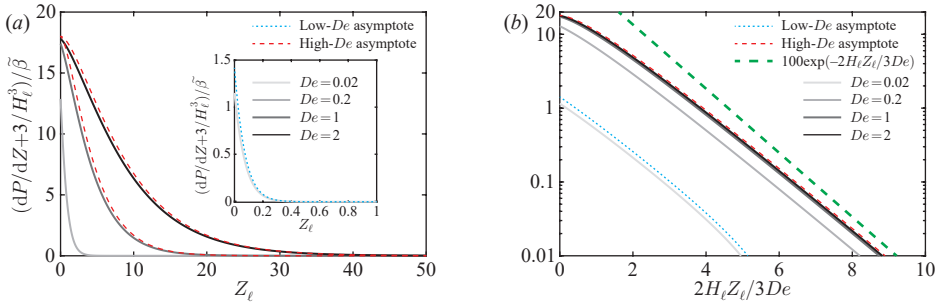 (a)
20
15
10
5
0
(dP/dZ+3/H_ℓ^3)/β̃
0 10 20 30 40 50
Z_ℓ
Low-De asymptote
High-De asymptote
De=0.02
De=0.2
De=1
De=2
1.5
1
0.5
0
(dP/dZ+3/H_ℓ^3)/β̃
0 0.2 0.4 0.6 0.8 1
Z_ℓ
(b)
20
10
1
0.1
0.01
0 2 4 6 8 10
2H_ℓZ_ℓ/3De
Low-De asymptote
High-De asymptote
100exp(−2H_ℓZ_ℓ/3De)
De=0.02
De=0.2
De=1
De=2